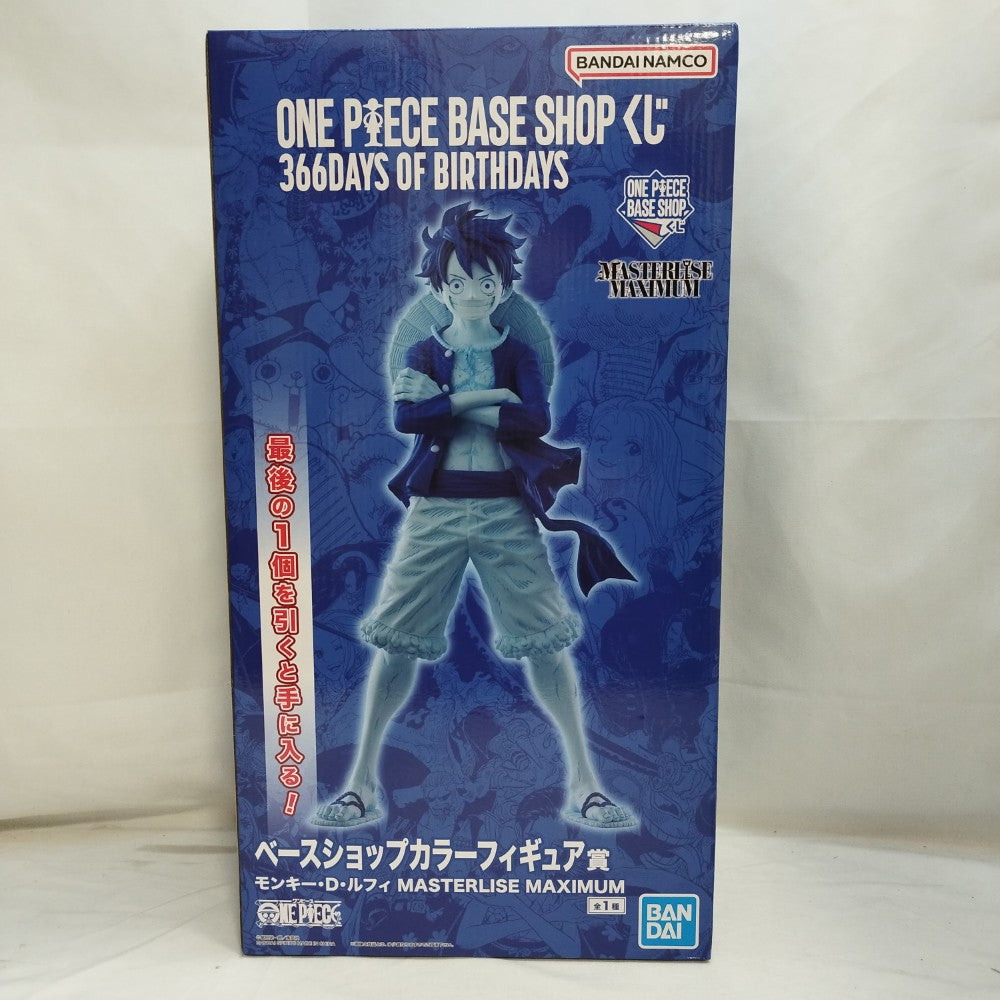 BANDAI NAMCO
ONE PIECE BASE SHOP くじ
366DAYS OF BIRTHDAYS
ONE PIECE
BASE SHOP
くじ
MASTERLISE
MAXIMUM
最後の1個を引くと手に入る!
ベースショップカラーフィギュア賞
モンキー・D・ルフィ MASTERLISE MAXIMUM
全1種
ONE PIECE
BAN
DAI